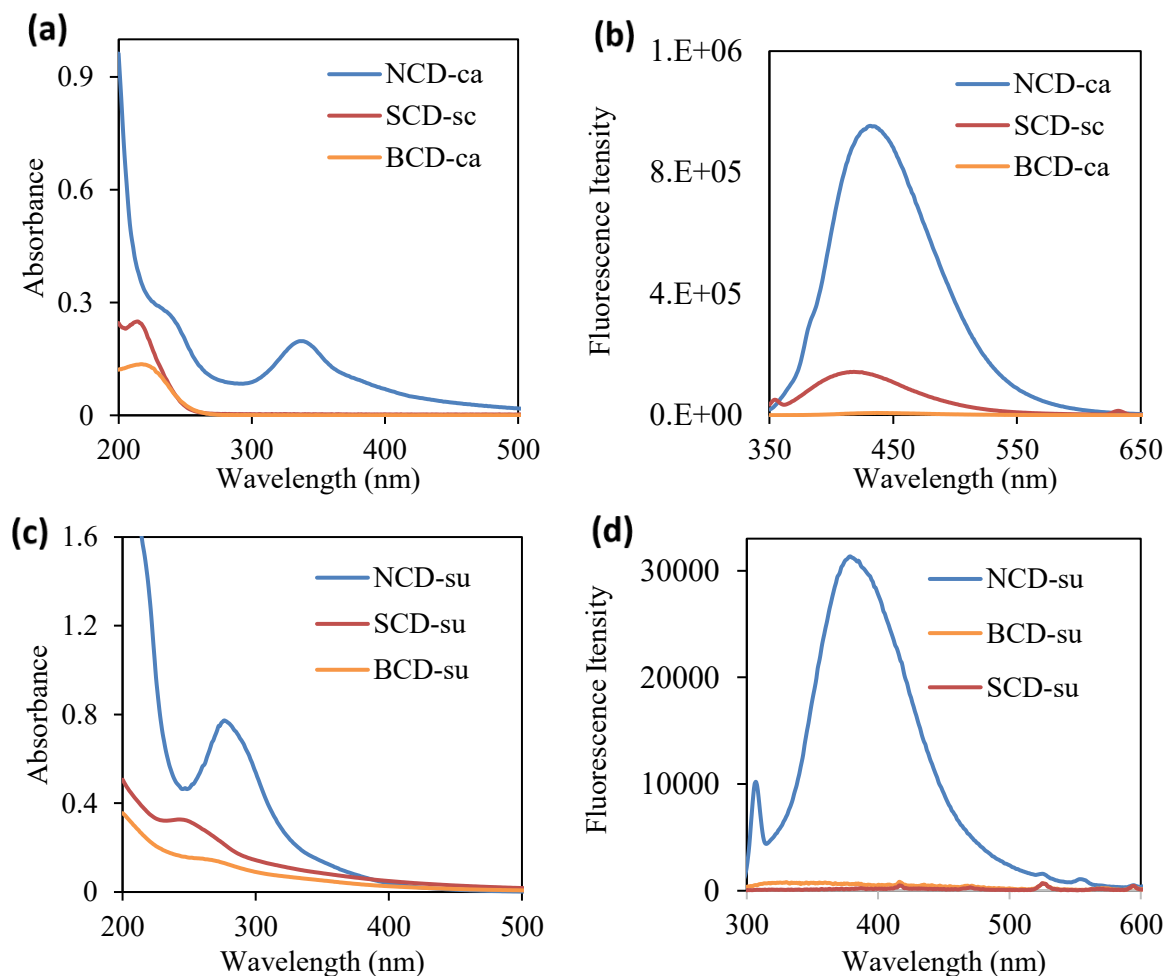 (a)
NCD-ca
SCD-sc
BCD-ca
0.9
0.6
0.3
0
200 300 400 500
Absorbance
Wavelength (nm)
(b)
NCD-ca
SCD-sc
BCD-ca
1.E+06
8.E+05
4.E+05
0.E+00
350 450 550 650
Fluorescence Itensity
Wavelength (nm)
(c)
NCD-su
SCD-su
BCD-su
1.6
1.2
0.8
0.4
0
200 300 400 500
Absorbance
Wavelength (nm)
(d)
NCD-su
BCD-su
SCD-su
30000
20000
10000
0
300 400 500 600
Fluorescence Itensity
Wavelength (nm)